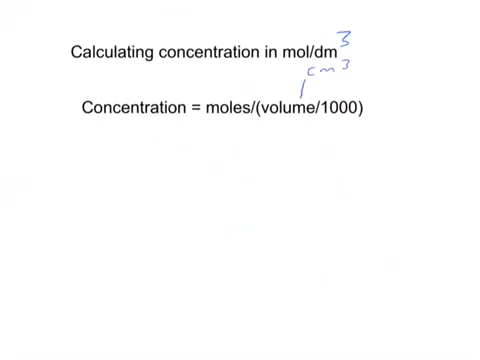 Calculating concentration in mol/dm3
cm3
Concentration = moles/(volume/1000)